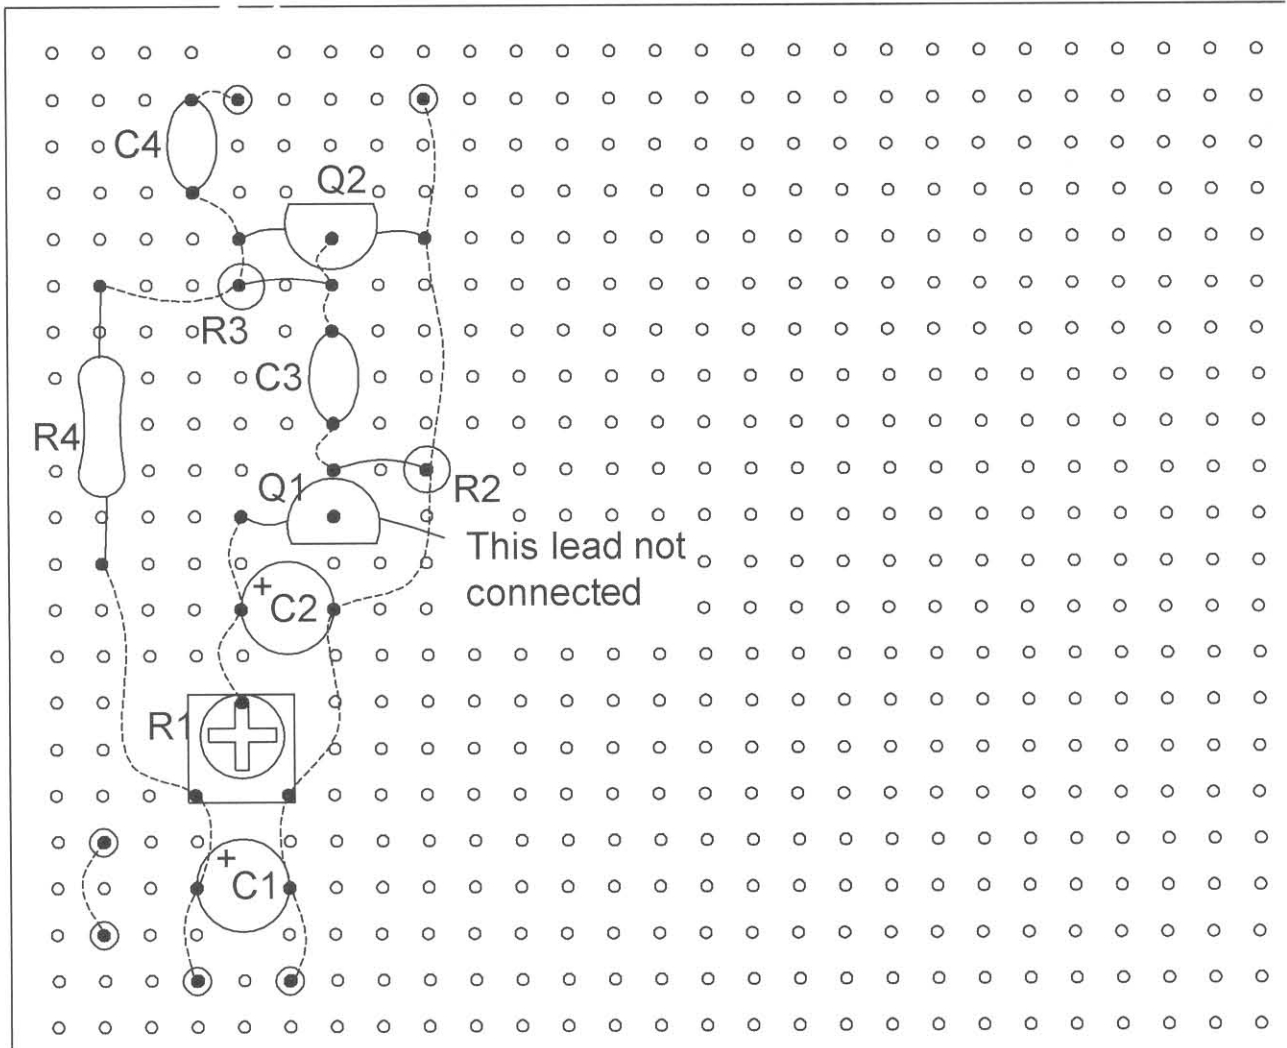 C4
Q2
R3
C3
R4
Q1
R2
This lead not
connected
+
C2
R1
+
C1